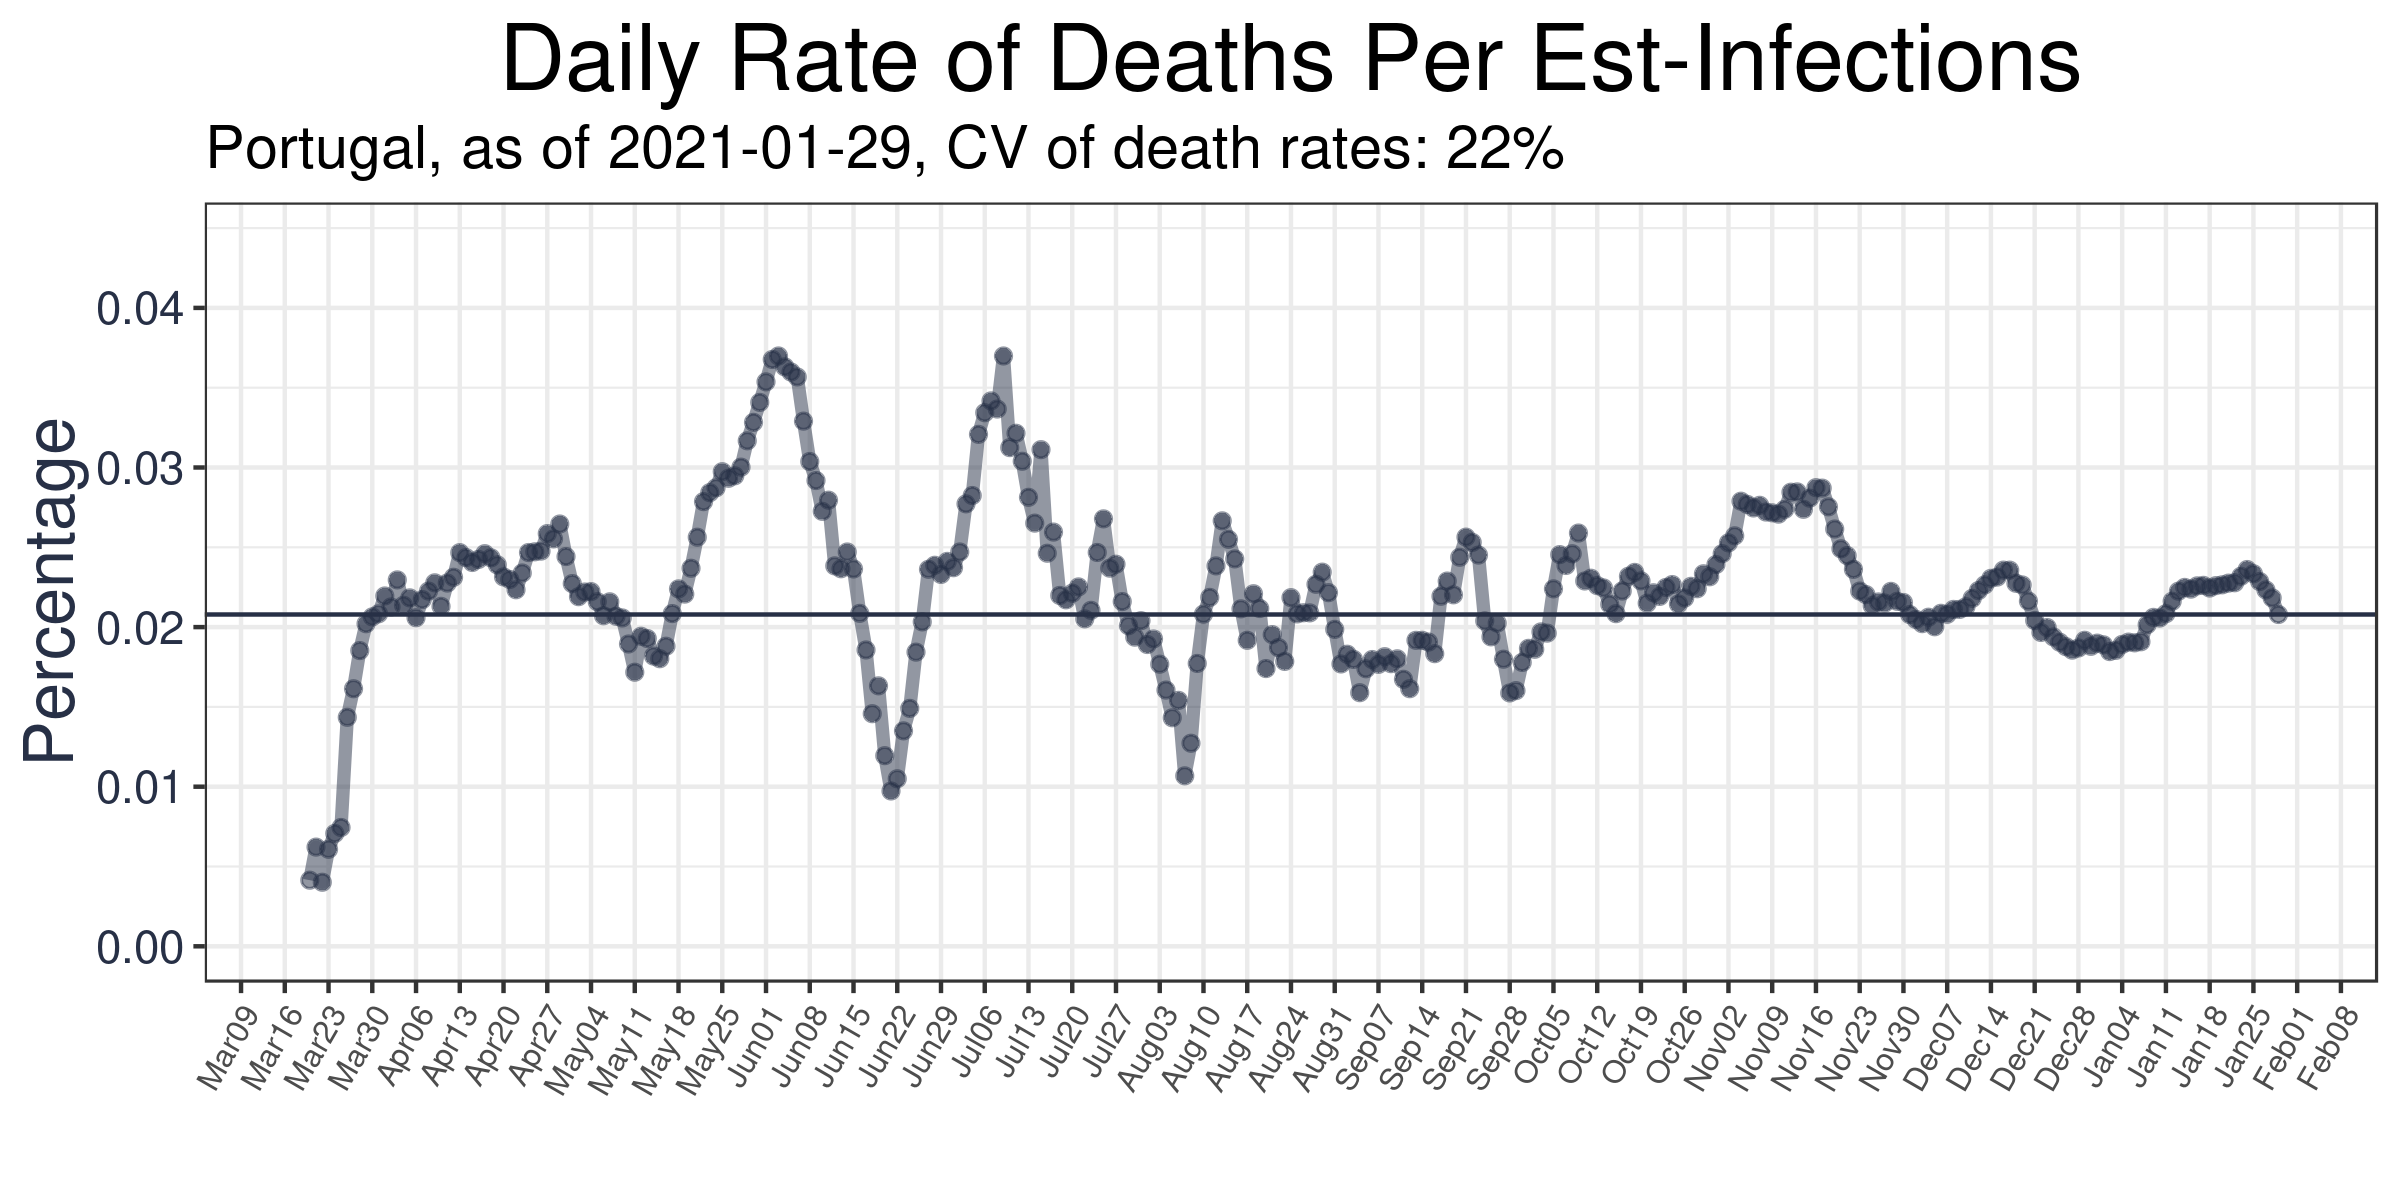 Daily Rate of Deaths Per Est-Infections
Portugal, as of 2021-01-29, CV of death rates: 22%
Percentage
0.04
0.03
0.02
0.01
0.00
Mar09 Mar16 Mar23 Mar30 Apr06 Apr13 Apr20 Apr27 May04 May11 May18 May25 Jun01 Jun08 Jun15 Jun22 Jun29 Jul06 Jul13 Jul20 Jul27 Aug03 Aug10 Aug17 Aug24 Aug31 Sep07 Sep14 Sep21 Sep28 Oct05 Oct12 Oct19 Oct26 Nov02 Nov09 Nov16 Nov23 Nov30 Dec07 Dec14 Dec21 Dec28 Jan04 Jan11 Jan18 Jan25 Feb01 Feb08